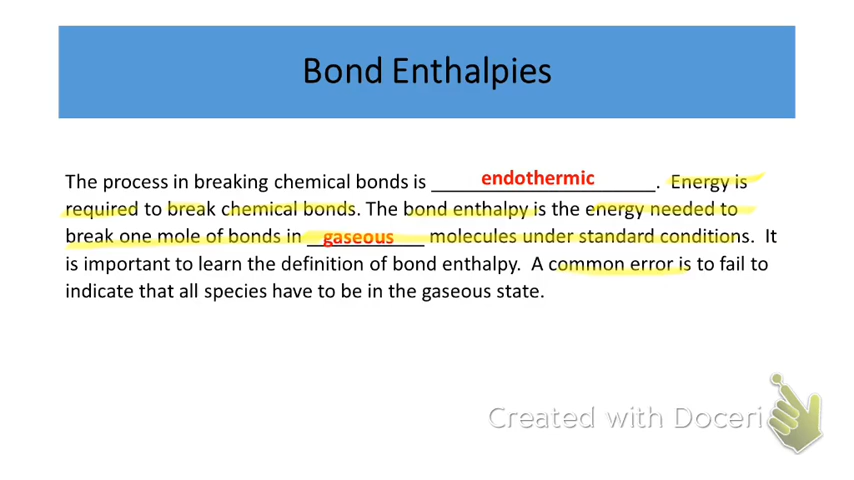 Bond Enthalpies
The process in breaking chemical bonds is endothermic. Energy is
required to break chemical bonds. The bond enthalpy is the energy needed to
break one mole of bonds in gaseous molecules under standard conditions. It
is important to learn the definition of bond enthalpy. A common error is to fail to
indicate that all species have to be in the gaseous state.
Created with Doceri